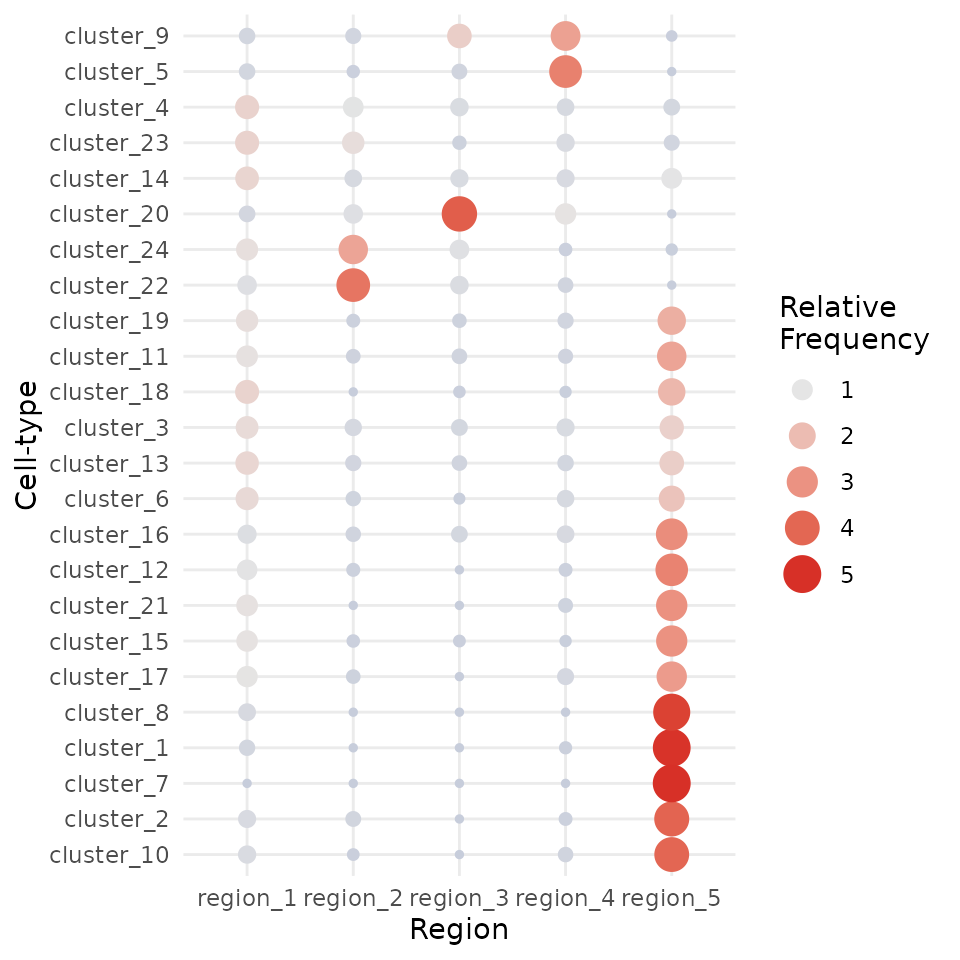 cluster_9
cluster_5
cluster_4
cluster_23
cluster_14
cluster_20
cluster_24
cluster_22
cluster_19
cluster_11
cluster_18
cluster_3
cluster_13
cluster_6
cluster_16
cluster_12
cluster_21
cluster_15
cluster_17
cluster_8
cluster_1
cluster_7
cluster_2
cluster_10
Cell-type
region_1 region_2 region_3 region_4 region_5
Region
Relative
Frequency
1
2
3
4
5